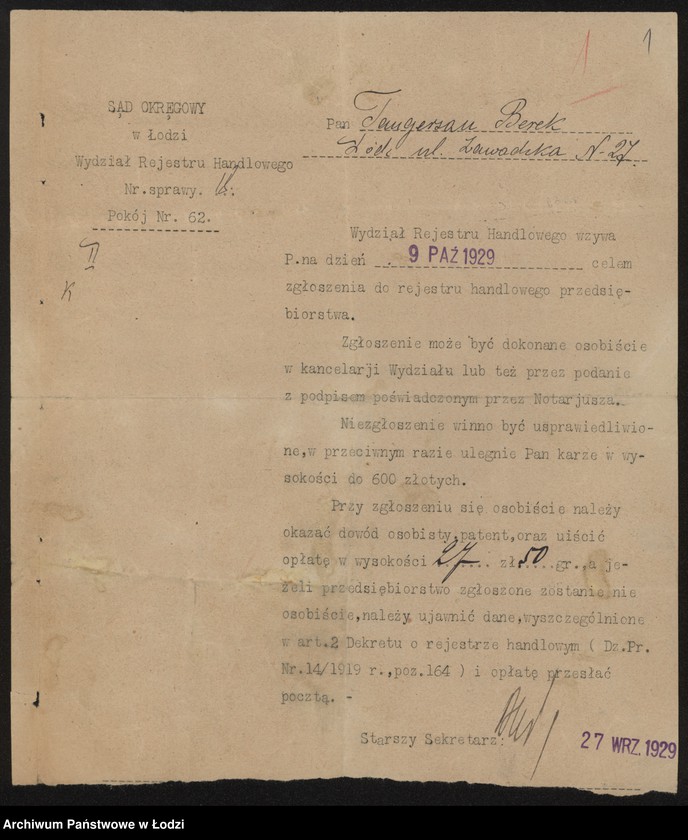 1
1
SĄD OKRĘGOWY
w Łodzi
Wydział Rejestru Handlowego
Nr.sprawy.
Pokój Nr. 62.
II
K
Pan Berek
Łódź ul. Zawadzka N 27.
Wydział Rejestru Handlowego wzywa
P.na dzień . 9 PAŹ 1929 celem
zgłoszenia do rejestru handlowego przedsię-
biorstwa.
Zgłoszenie może być dokonane osobiście
w kancelarji Wydziału lub też przez podanie
z podpisem poświadczonym przez Notarjusza.
Niezgłoszenie winno być usprawiedliwio-
ne,w przeciwnym razie ulegnie Pan karze w wy-
sokości do 600 złotych.
Przy zgłoszeniu się osobiście należy
okazać dowód osobisty,patent,oraz uiścić
opłatę w wysokości 27.... zł.50...gr.,a je-
żeli przedsiębiorstwo zgłoszone zostanie nie
osobiście,należy ujawnić dane,wyszczególnione
w art.2 Dekretu o rejestrze handlowym ( Dz.Pr.
Nr.14/1919 r.,poz.164 ) i opłatę przesłać
pocztą. -
Starszy Sekretarz:
27 WRZ. 1929
Archiwum Państwowe w Łodzi